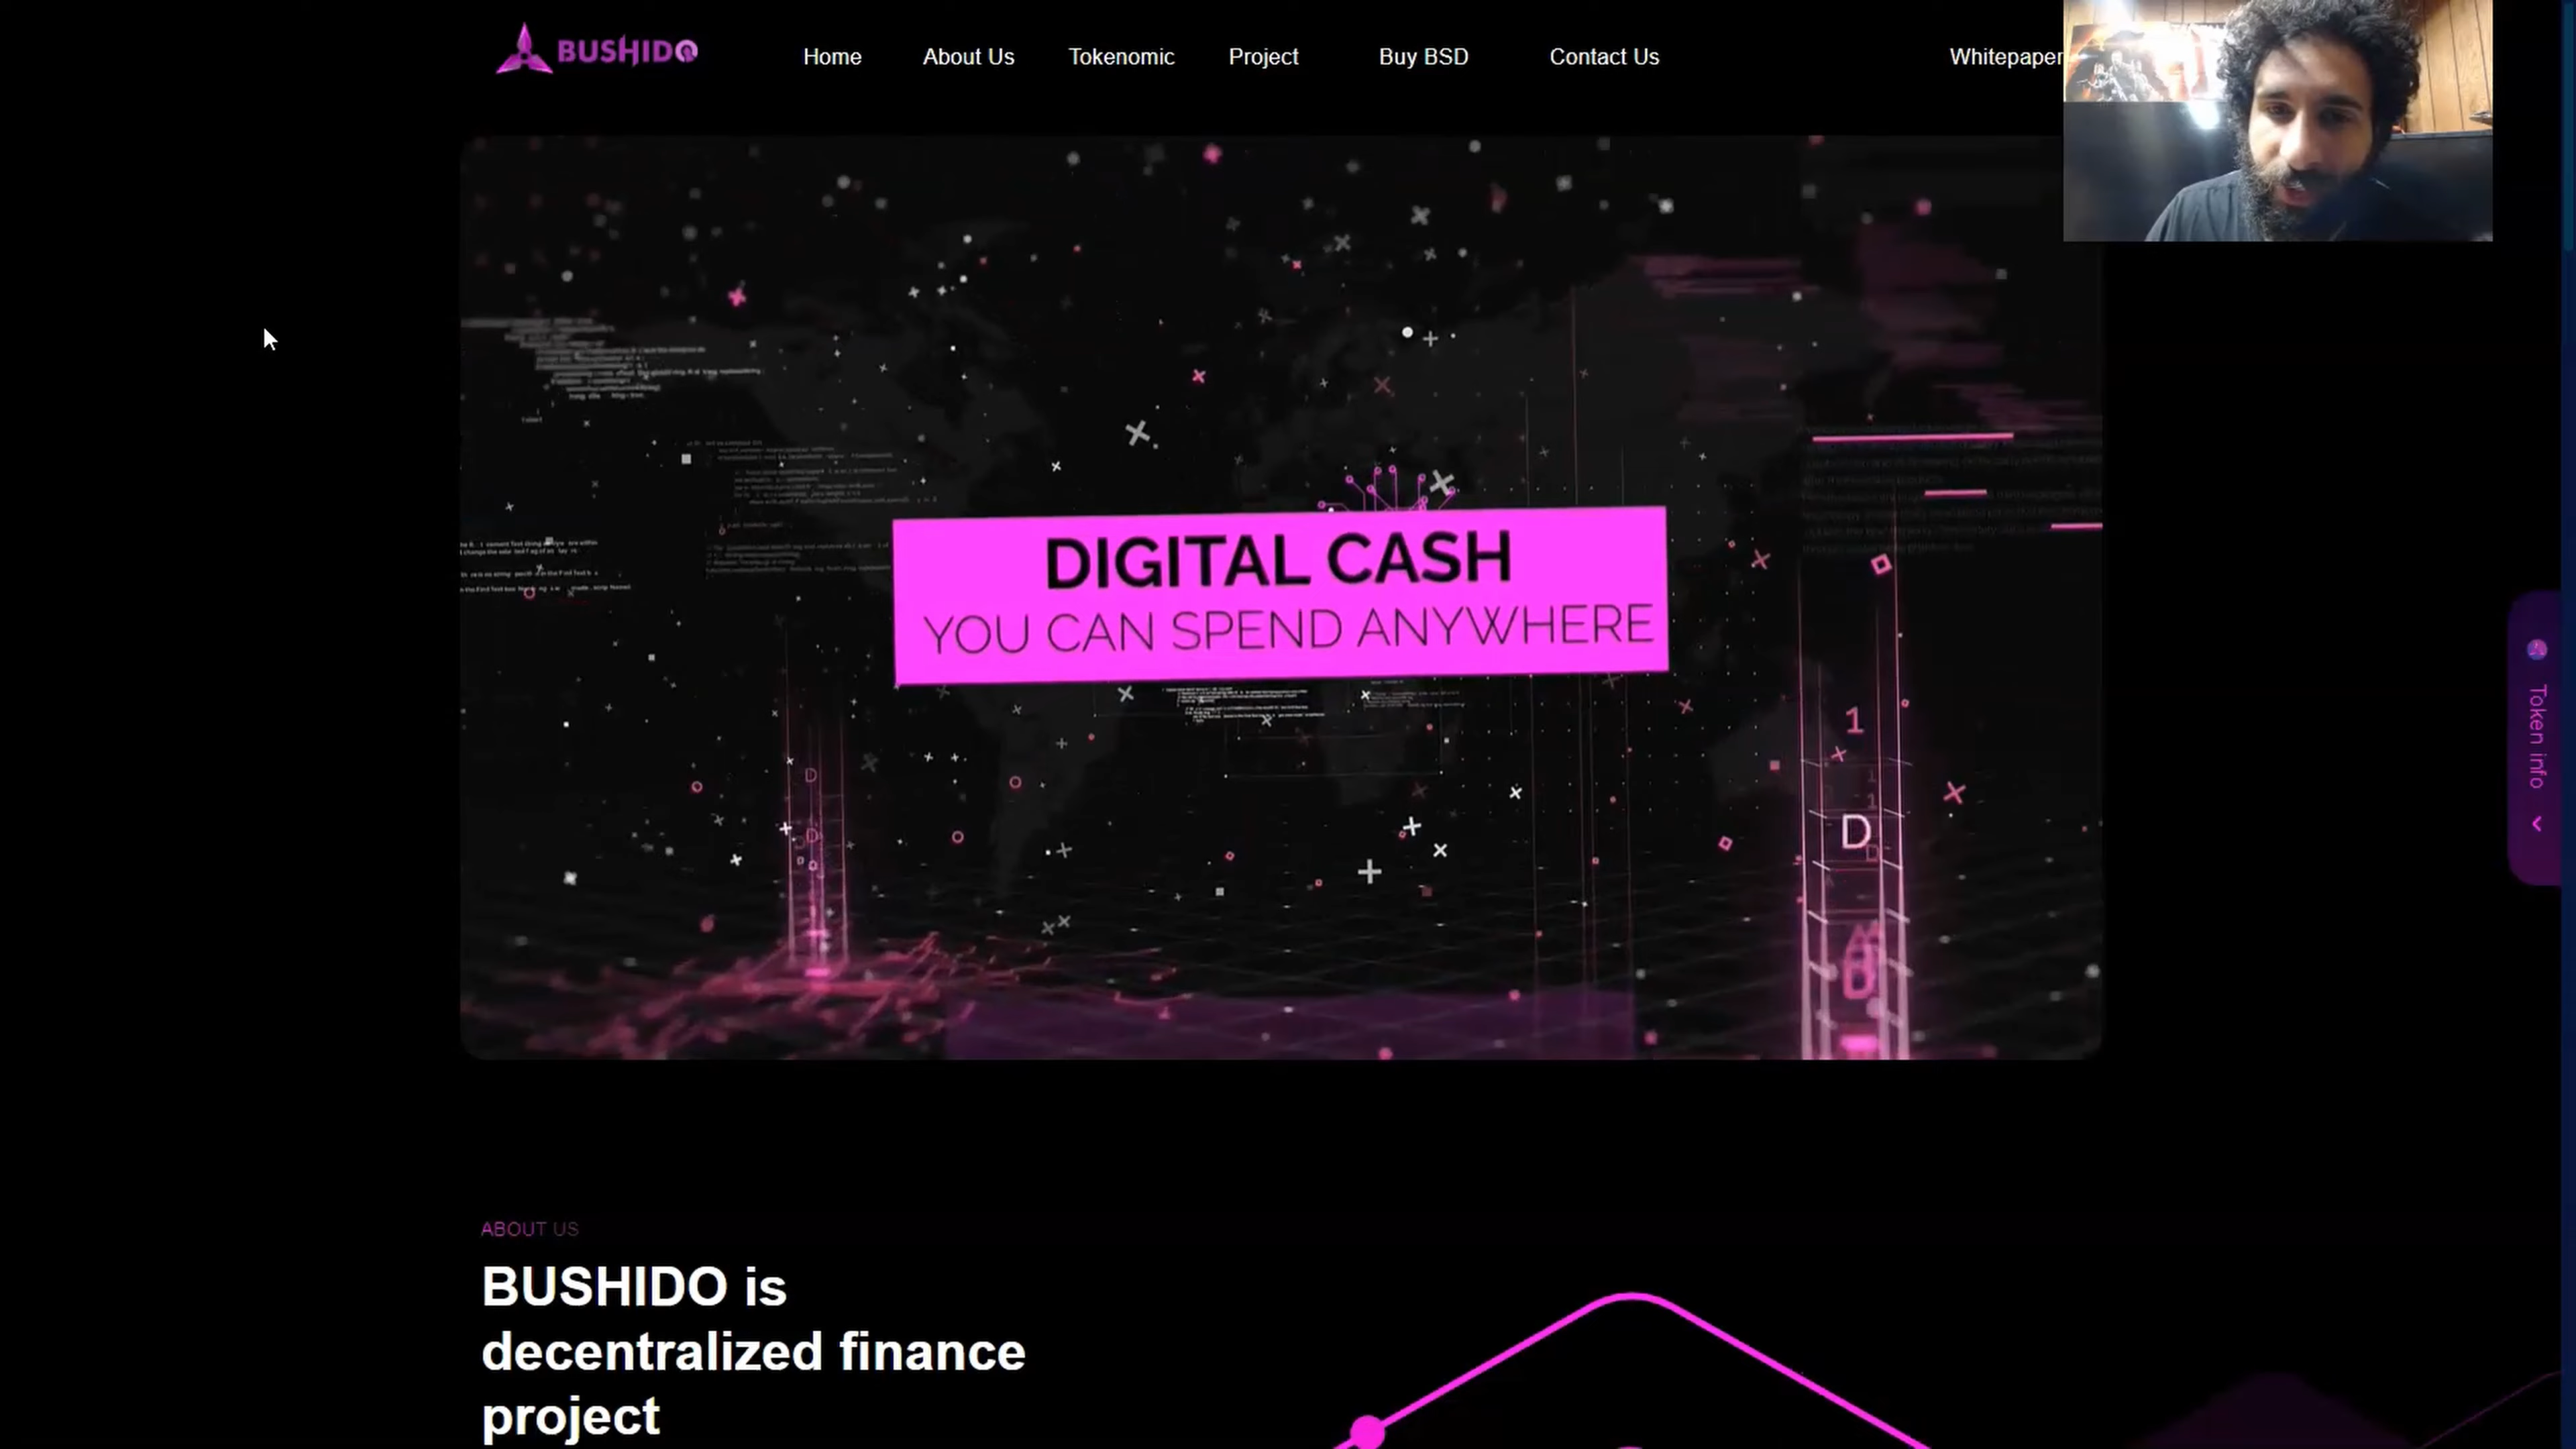 BUSHIDO
Home
About Us
Tokenomic
Project
Buy BSD
Contact Us
Whitepaper
DIGITAL CASH
YOU CAN SPEND ANYWHERE
1
D
Token info
ABOUT US
BUSHIDO is
decentralized finance
project